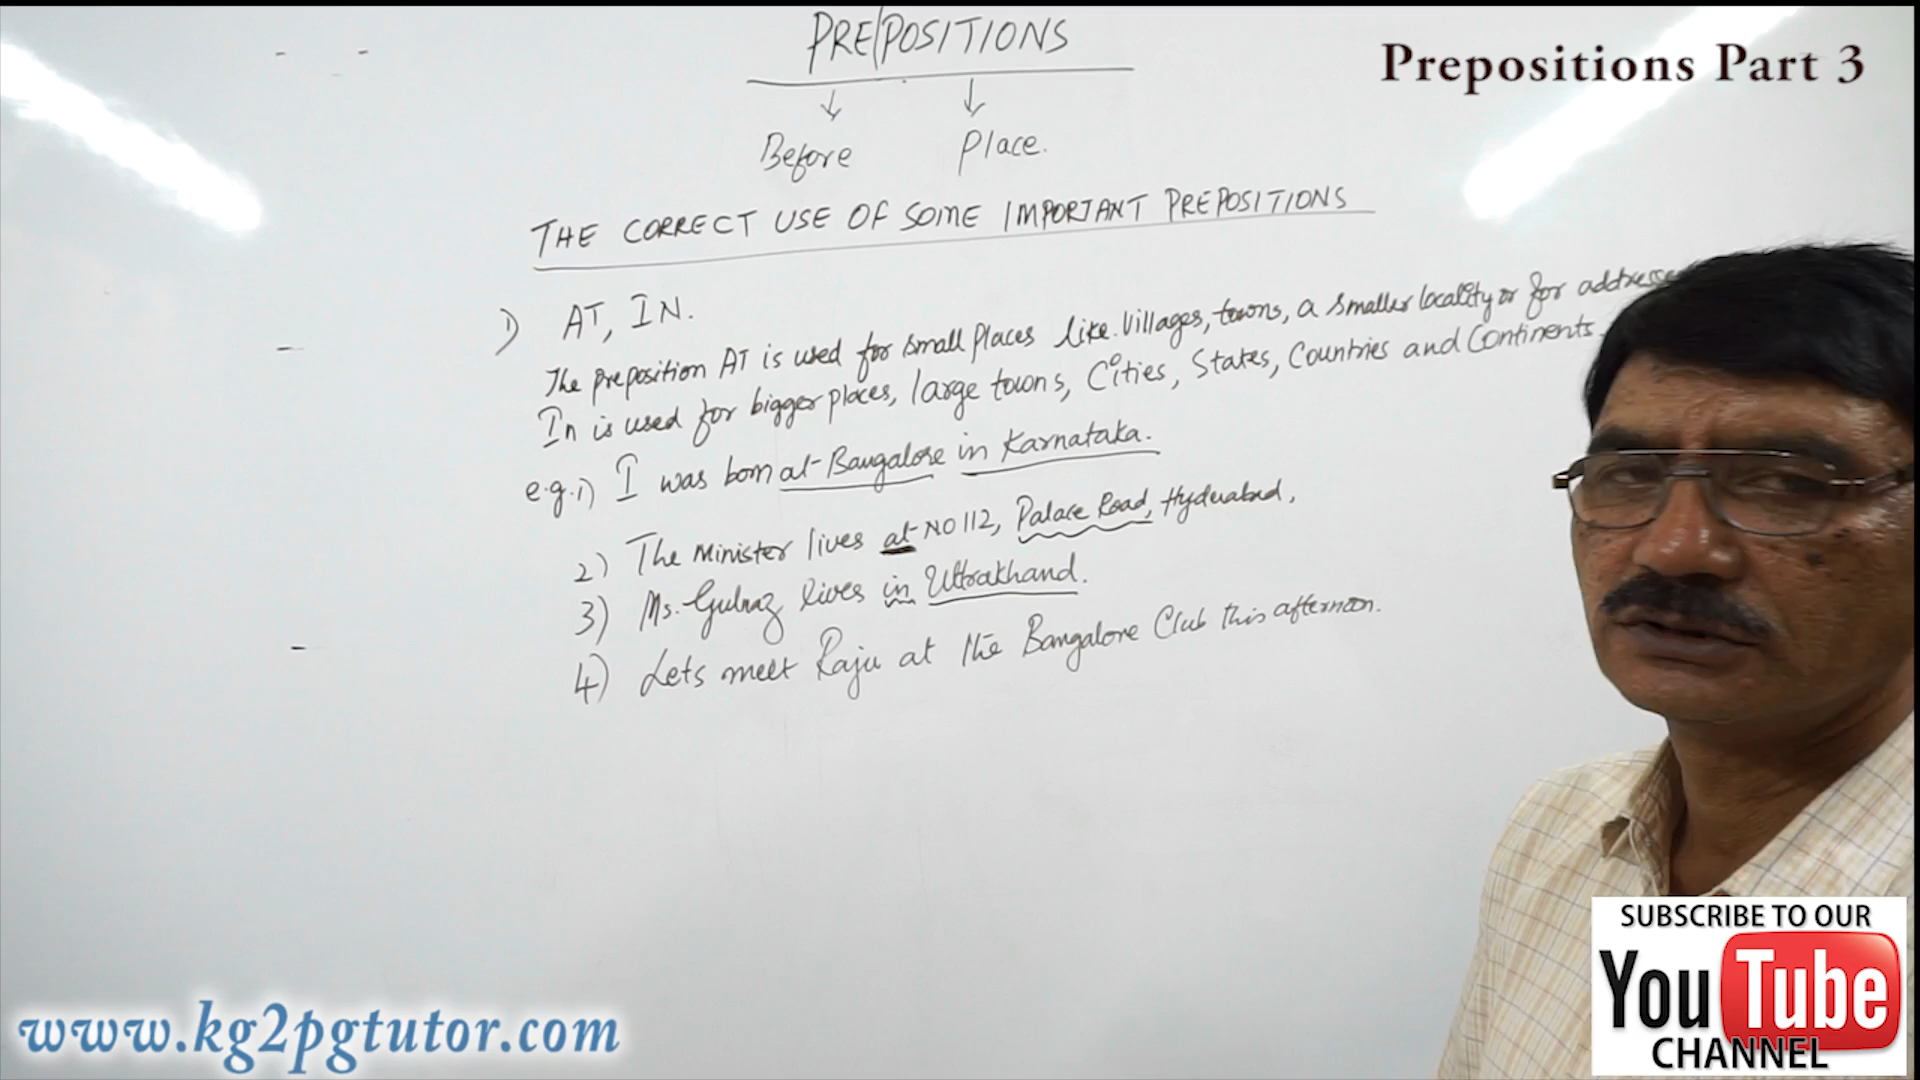 PRE/POSITIONS
Prepositions Part 3
Before Place.
THE CORRECT USE OF SOME IMPORTANT PREPOSITIONS
1) AT, IN.
The preposition AT is used for small places like villages, towns, a smaller locality or for addresse
In is used for bigger places, large towns, Cities, States, Countries and Continents.
e.g. 1) I was born at Bangalore in Karnataka.
2) The Minister lives at NO 112, Palace Road, Hyderabad.
3) Ms. Gulnaz lives in Uttrakhand.
4) Lets meet Raju at the Bangalore Club this afternoon.
www.kg2pgtutor.com
SUBSCRIBE TO OUR
YouTube
CHANNEL